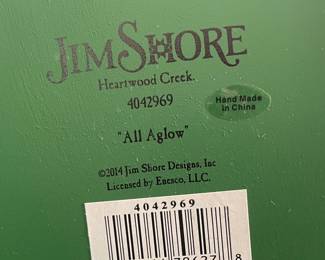 JIM SHORE
Heartwood Creek.
4042969
Hand Made
in China
"All Aglow"
©2014 Jim Shore Designs, Inc
Licensed by Enesco, LLC.
4042969
8